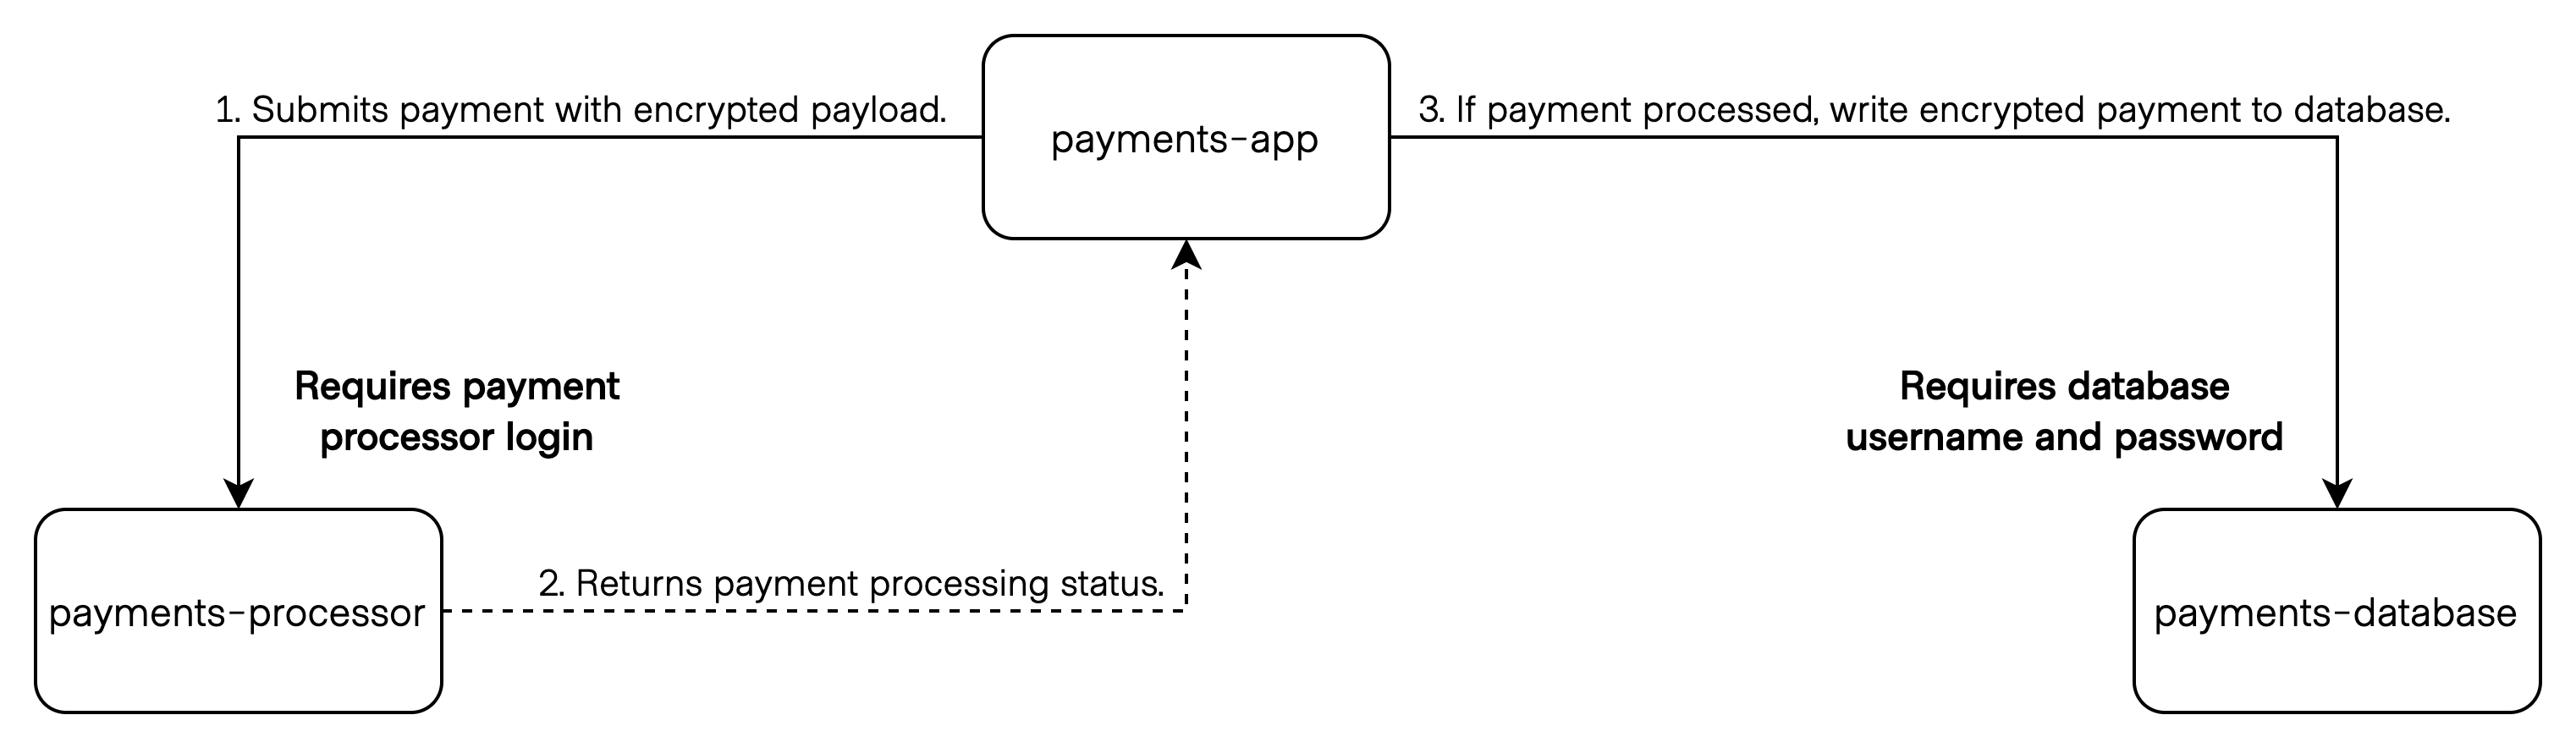 payments-app
1. Submits payment with encrypted payload.
3. If payment processed, write encrypted payment to database.
Requires payment
processor login
Requires database
username and password
2. Returns payment processing status.
payments-processor
payments-database